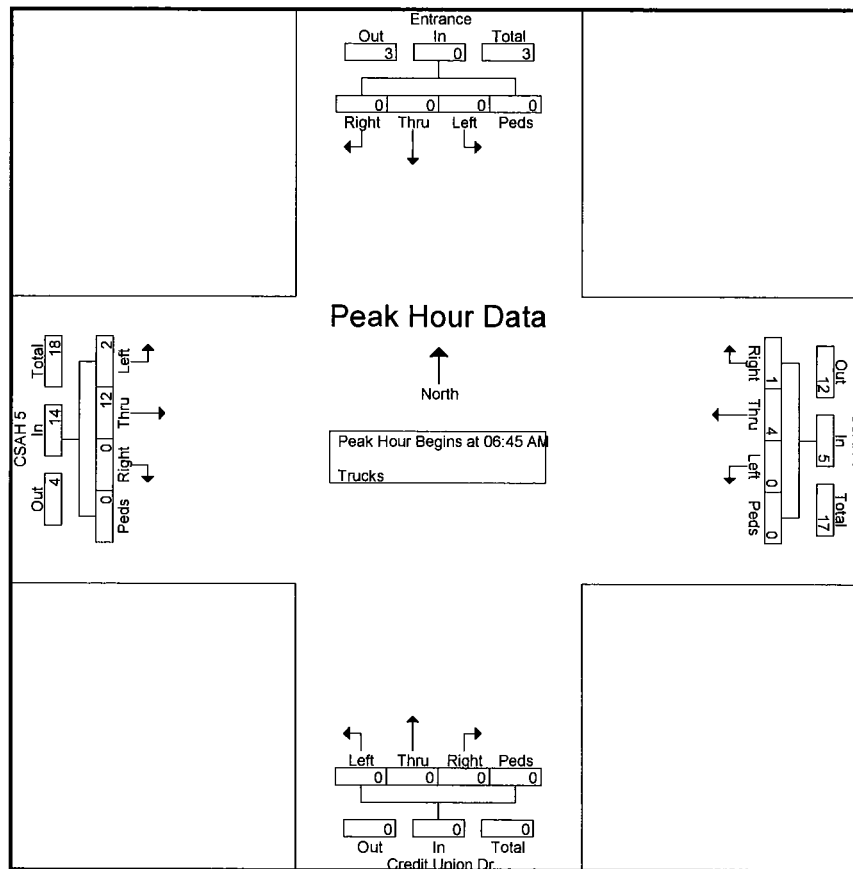 Entrance
Out In Total
3 0 3
0 0 0 0
Right Thru Left Peds
Peak Hour Data
North
Peak Hour Begins at 06:45 AM
Trucks
CSAH 5
Total In Out
18 14 4
2 12 0 0
Left Thru Right Peds
Right Thru Left Peds
1 4 0 0
Out In Total
12 5 17
Left Thru Right Peds
0 0 0 0
0 0 0
Out In Total
Credit Union Dr.